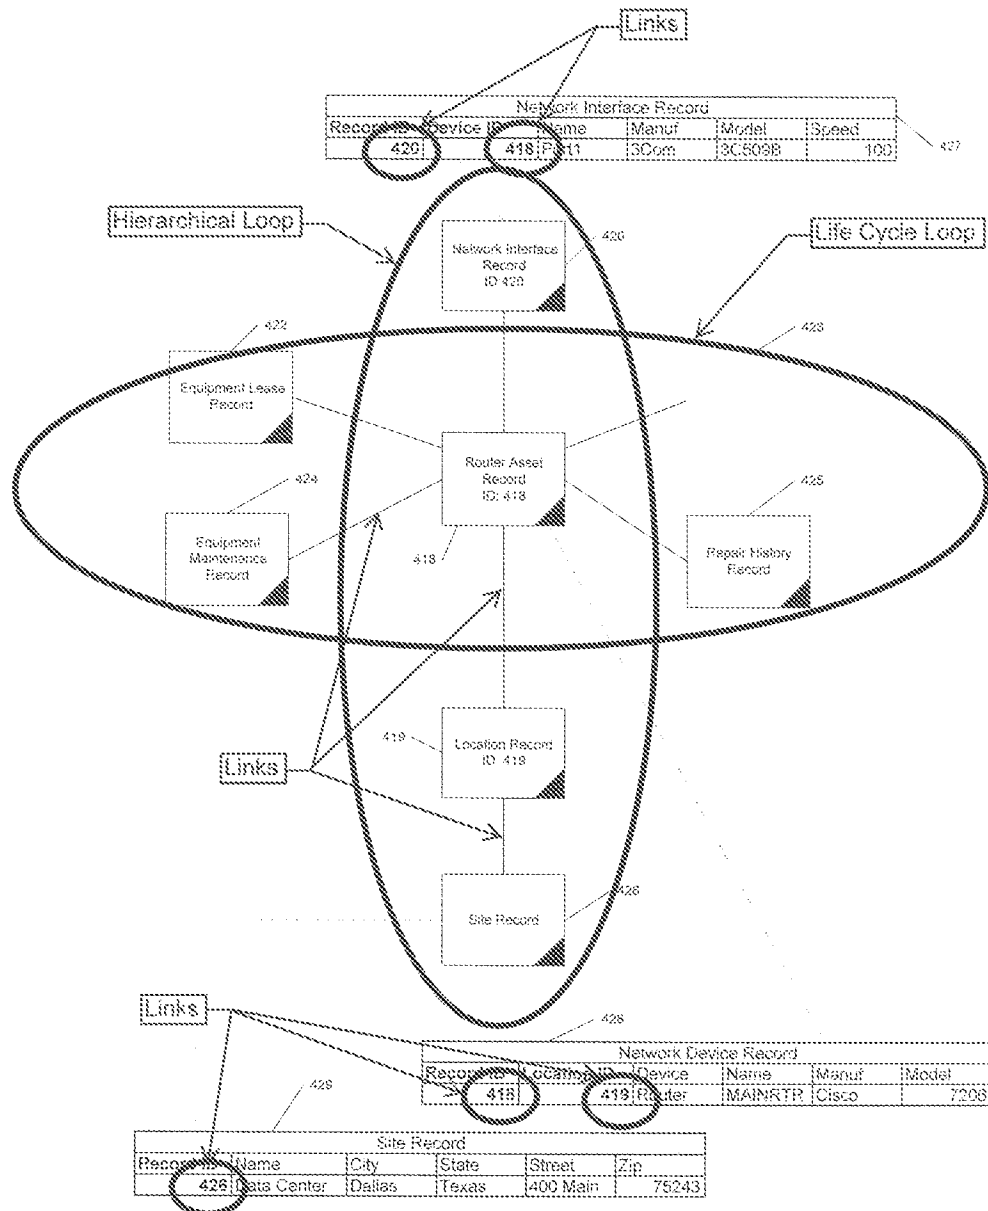 Links
Network Interface Record
Record ID Device ID Name Manuf Model Speed
420 418 Port1 3Com 3C509B 100
427
Hierarchical Loop
Life Cycle Loop
Network Interface
Record
ID 420
420
422
423
Equipment Lease
Record
Router Asset
Record
ID: 418
424
425
Equipment
Maintenance
Record
418
Repair History
Record
419
Location Record
ID: 419
Links
426
Site Record
Links
428
Network Device Record
Record ID Location ID Device Name Manuf Model
418 419 Router MAINRTR Cisco 7206
429
Site Record
Record ID Name City State Street Zip
426 Data Center Dallas Texas 400 Main 75243